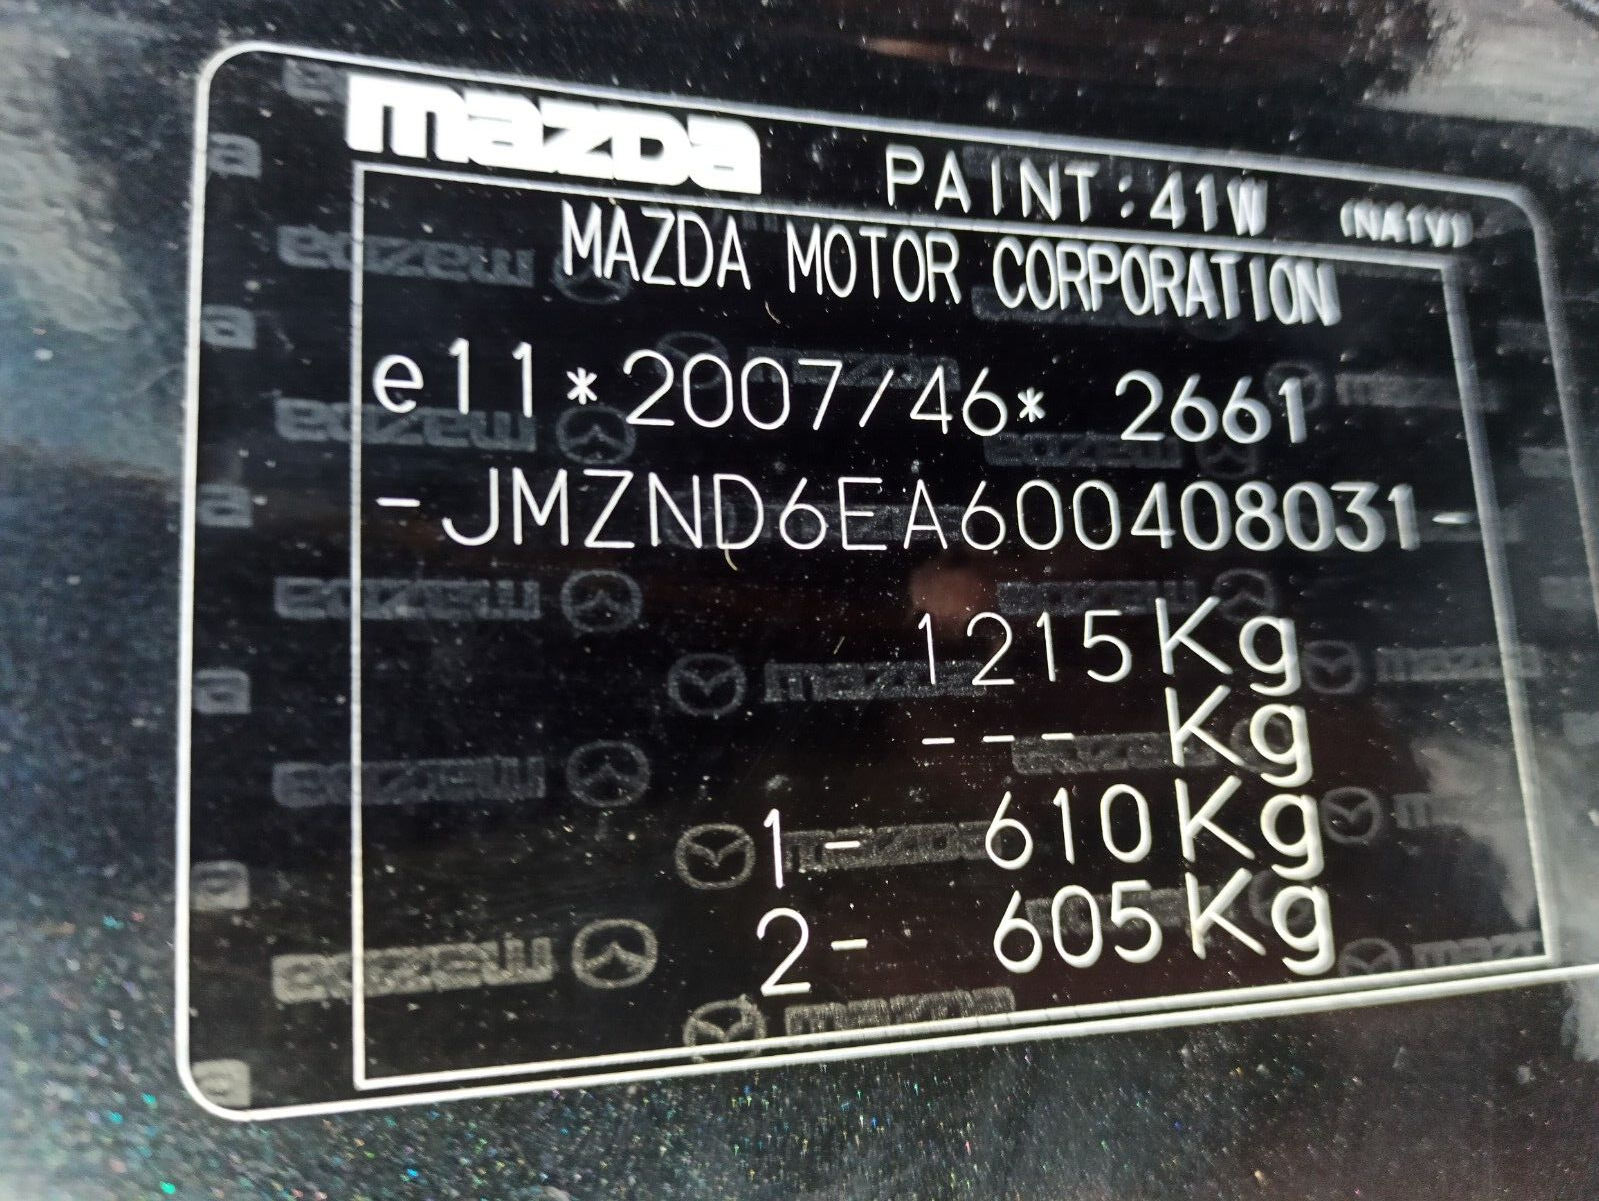 mazda PAINT:41W (NA1V)
MAZDA MOTOR CORPORATION
e11*2007/46* 2661
-JMZND6EA600408031-
1215Kg
---Kg
1- 610Kg
2- 605Kg